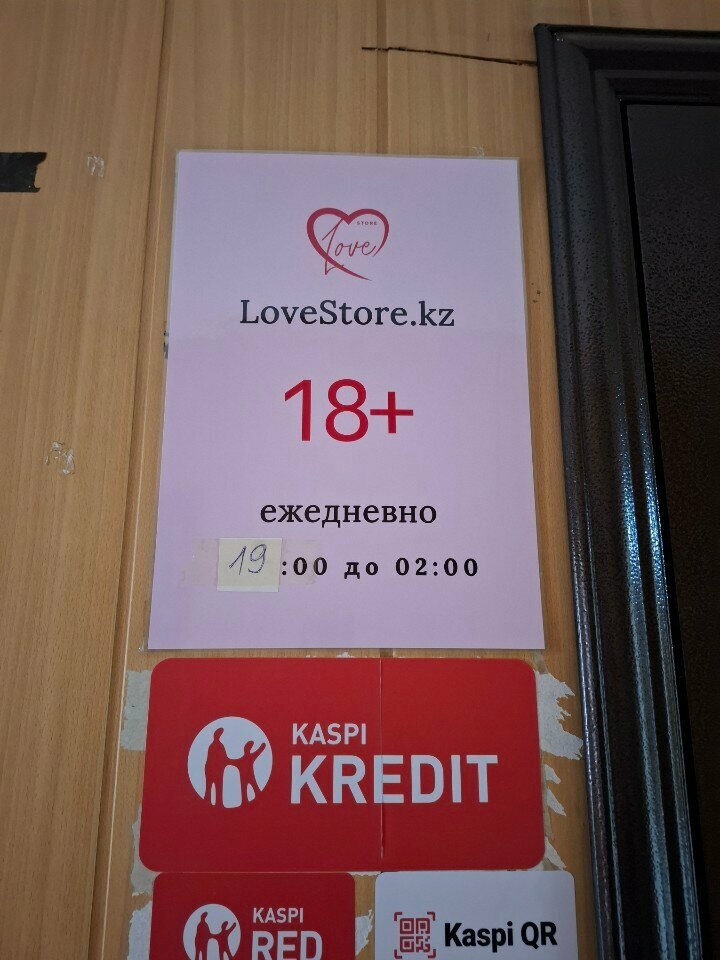 STORE
Love
LoveStore.kz
18+
ежедневно
19:00 до 02:00
KASPI
KREDIT
KASPI
RED
Kaspi QR